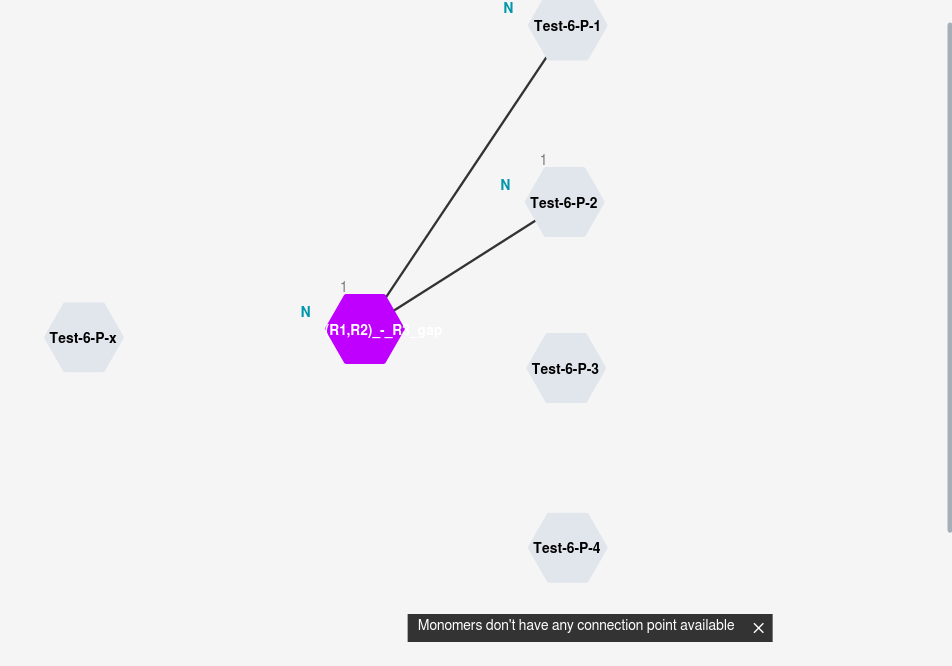 N
Test-6-P-1
1
N
Test-6-P-2
1
N
(R1,R2)_-_R3_gap
Test-6-P-x
Test-6-P-3
Test-6-P-4
Monomers don't have any connection point available